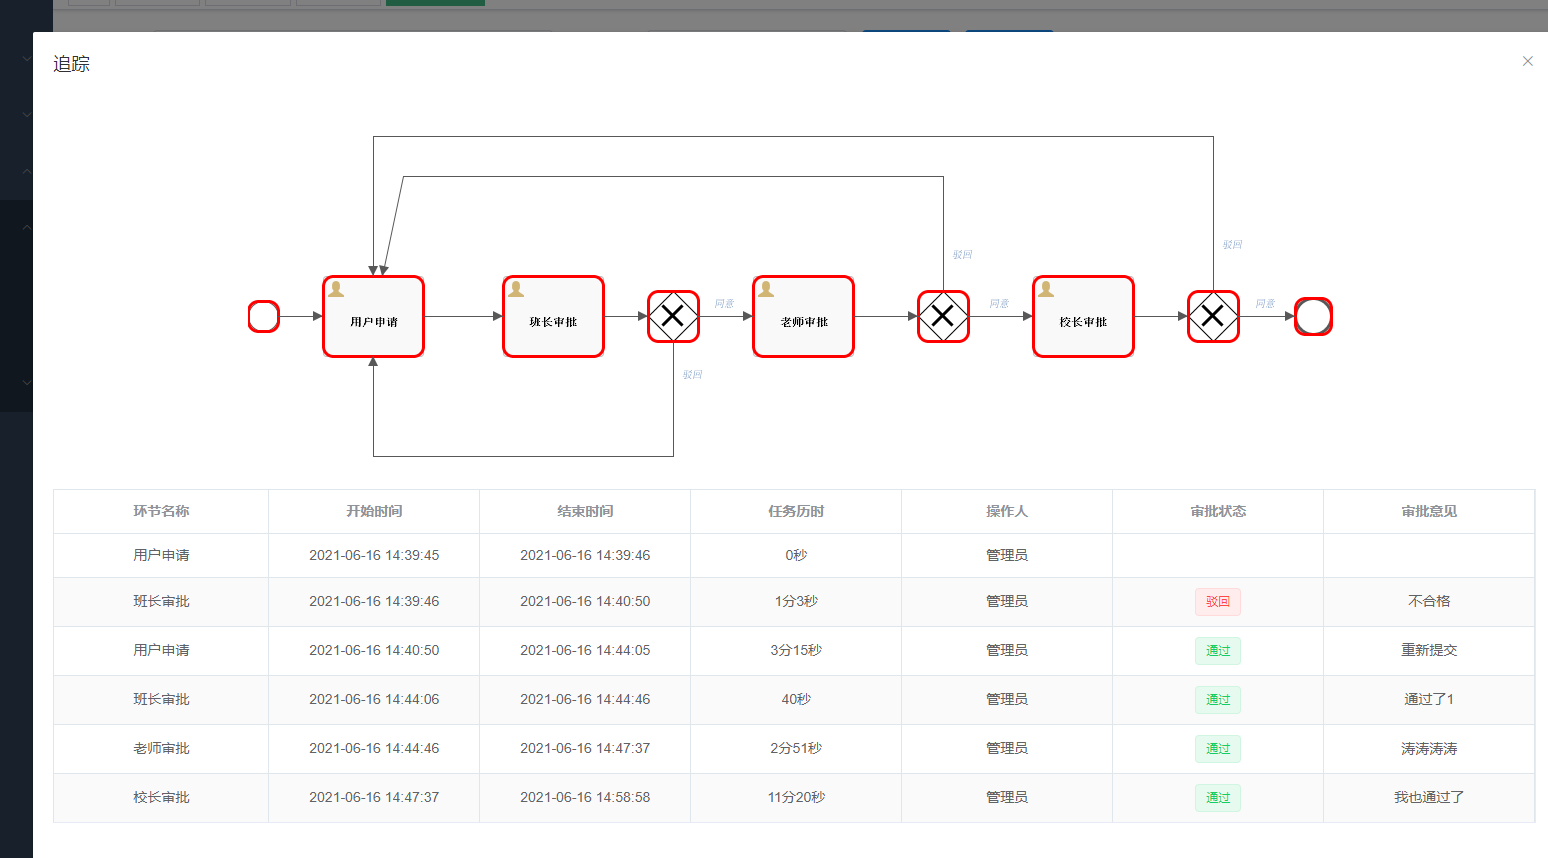 追踪
驳回
驳回
同意
同意
同意
用户申请
班长审批
老师审批
校长审批
驳回
环节名称 开始时间 结束时间 任务历时 操作人 审批状态 审批意见
用户申请 2021-06-16 14:39:45 2021-06-16 14:39:46 0秒 管理员
班长审批 2021-06-16 14:39:46 2021-06-16 14:40:50 1分3秒 管理员 驳回 不合格
用户申请 2021-06-16 14:40:50 2021-06-16 14:44:05 3分15秒 管理员 通过 重新提交
班长审批 2021-06-16 14:44:06 2021-06-16 14:44:46 40秒 管理员 通过 通过了1
老师审批 2021-06-16 14:44:46 2021-06-16 14:47:37 2分51秒 管理员 通过 涛涛涛涛
校长审批 2021-06-16 14:47:37 2021-06-16 14:58:58 11分20秒 管理员 通过 我也通过了